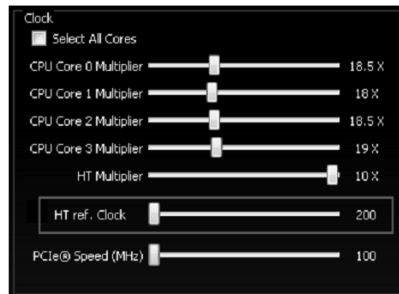 Clock
Select All Cores
CPU Core 0 Multiplier 18.5 X
CPU Core 1 Multiplier 18 X
CPU Core 2 Multiplier 18.5 X
CPU Core 3 Multiplier 19 X
HT Multiplier 10 X
HT ref. Clock 200
PCIe® Speed (MHz) 100